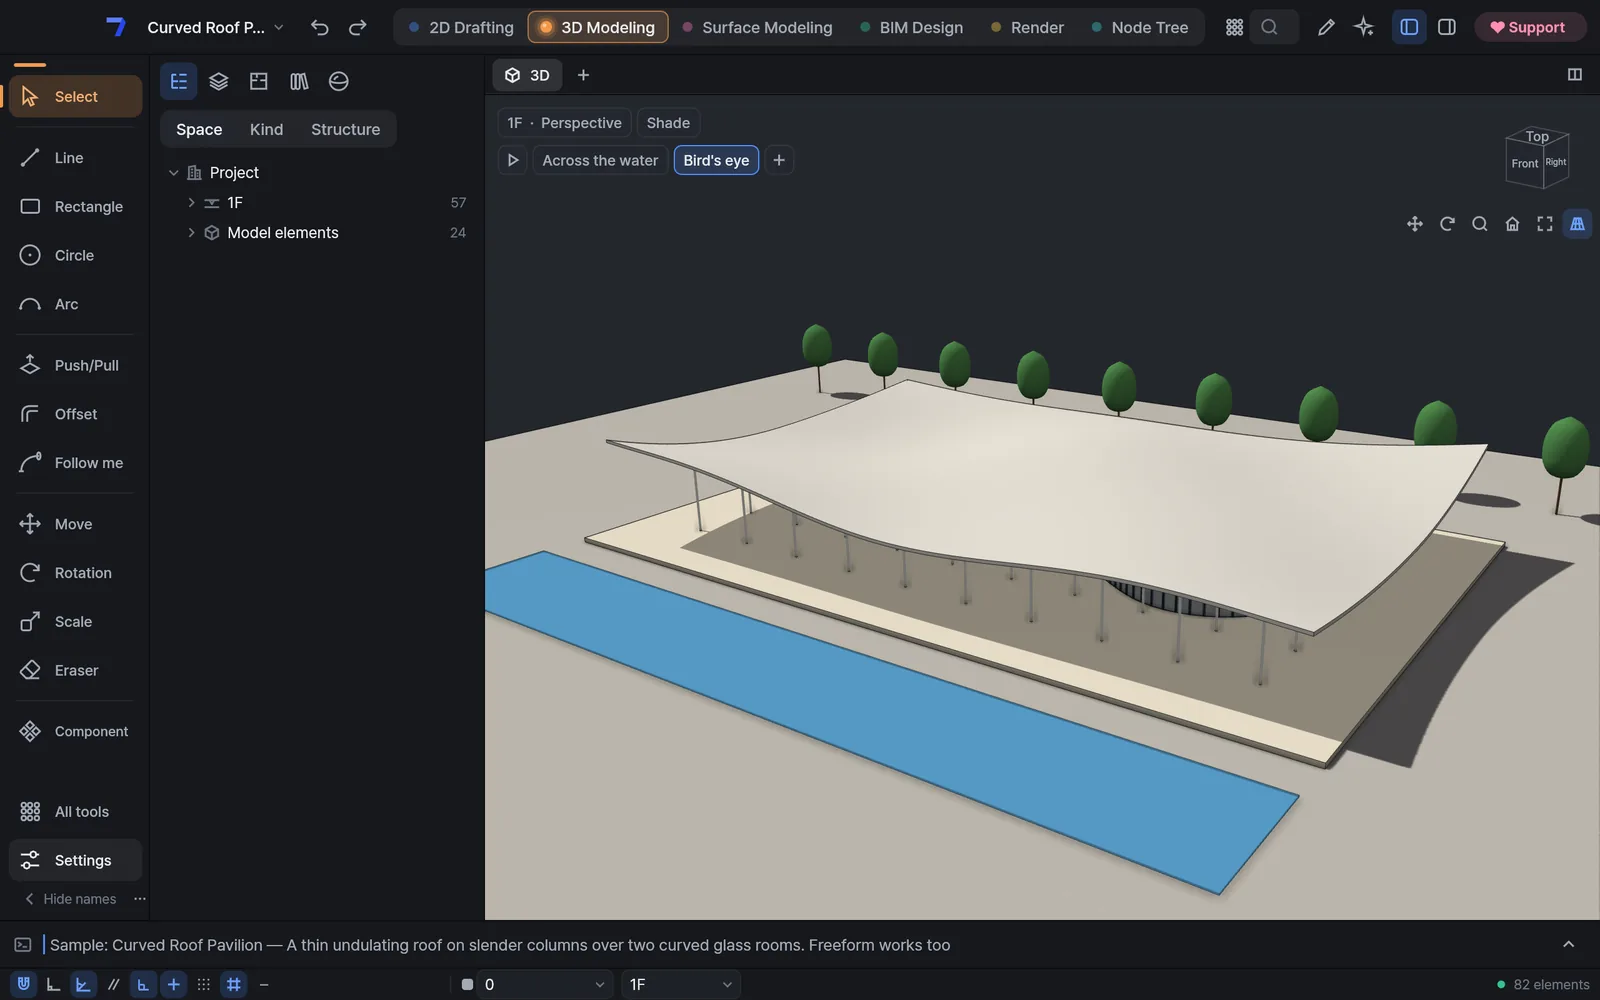 Curved Roof P...
2D Drafting
3D Modeling
Surface Modeling
BIM Design
Render
Node Tree
Support
Select
Line
Rectangle
Circle
Arc
Push/Pull
Offset
Follow me
Move
Rotation
Scale
Eraser
Component
All tools
Settings
Hide names
Space Kind Structure
Project
1F 57
Model elements 24
3D
1F · Perspective
Shade
Across the water
Bird's eye
Top
Front
Right
Sample: Curved Roof Pavilion — A thin undulating roof on slender columns over two curved glass rooms. Freeform works too
0
1F
82 elements